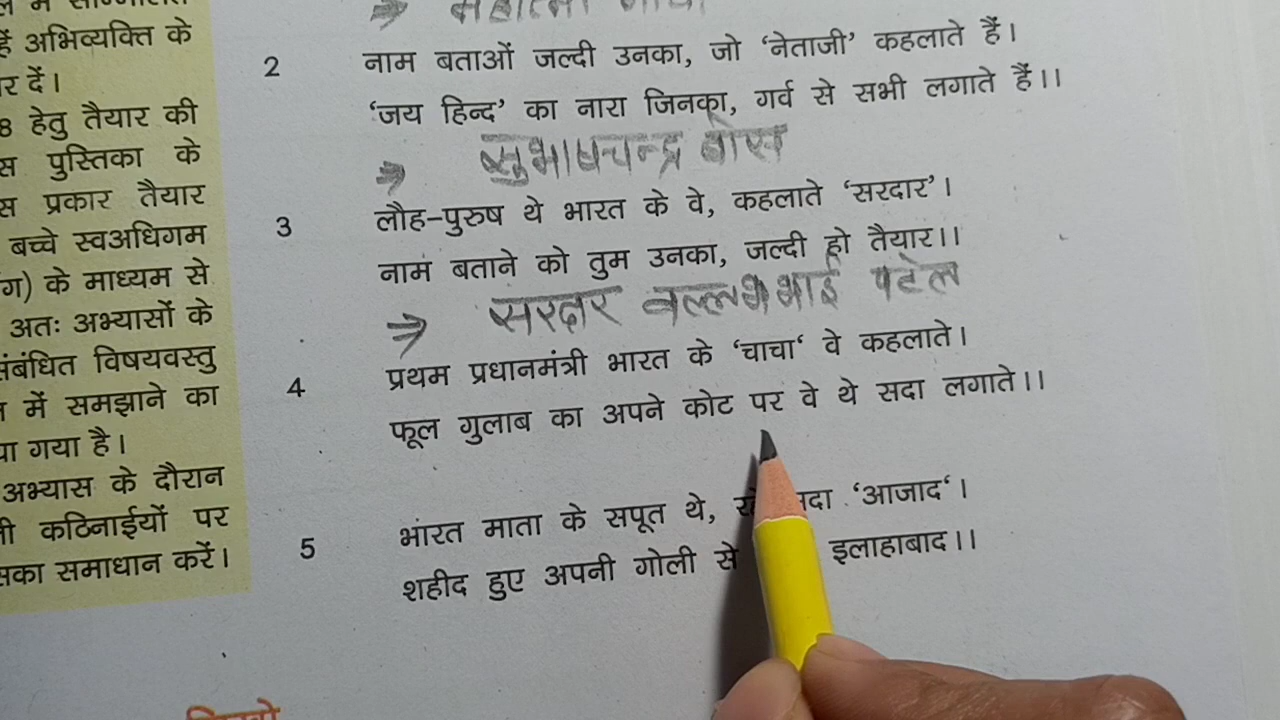 में
हैं अभिव्यक्ति के
र दें।
8 हेतु तैयार की
स पुस्तिका के
स प्रकार तैयार
बच्चे स्वअधिगम
ग) के माध्यम से
अतः अभ्यासों के
संबंधित विषयवस्तु
में समझाने का
या गया है।
अभ्यास के दौरान
नी कठिनाईयों पर
सका समाधान करें।
⇒
2 नाम बताओं जल्दी उनका, जो ‘नेताजी’ कहलाते हैं।
‘जय हिन्द’ का नारा जिनका, गर्व से सभी लगाते हैं।।
⇒ सुभाषचन्द्र बोस
3 लौह-पुरुष थे भारत के वे, कहलाते ‘सरदार’।
नाम बताने को तुम उनका, जल्दी हो तैयार।।
⇒ सरदार वल्लभभाई पटेल
4 प्रथम प्रधानमंत्री भारत के ‘चाचा‘ वे कहलाते।
फूल गुलाब का अपने कोट पर वे थे सदा लगाते।।
5 भारत माता के सपूत थे, ‘आजाद‘।
शहीद हुए अपनी गोली से इलाहाबाद।।